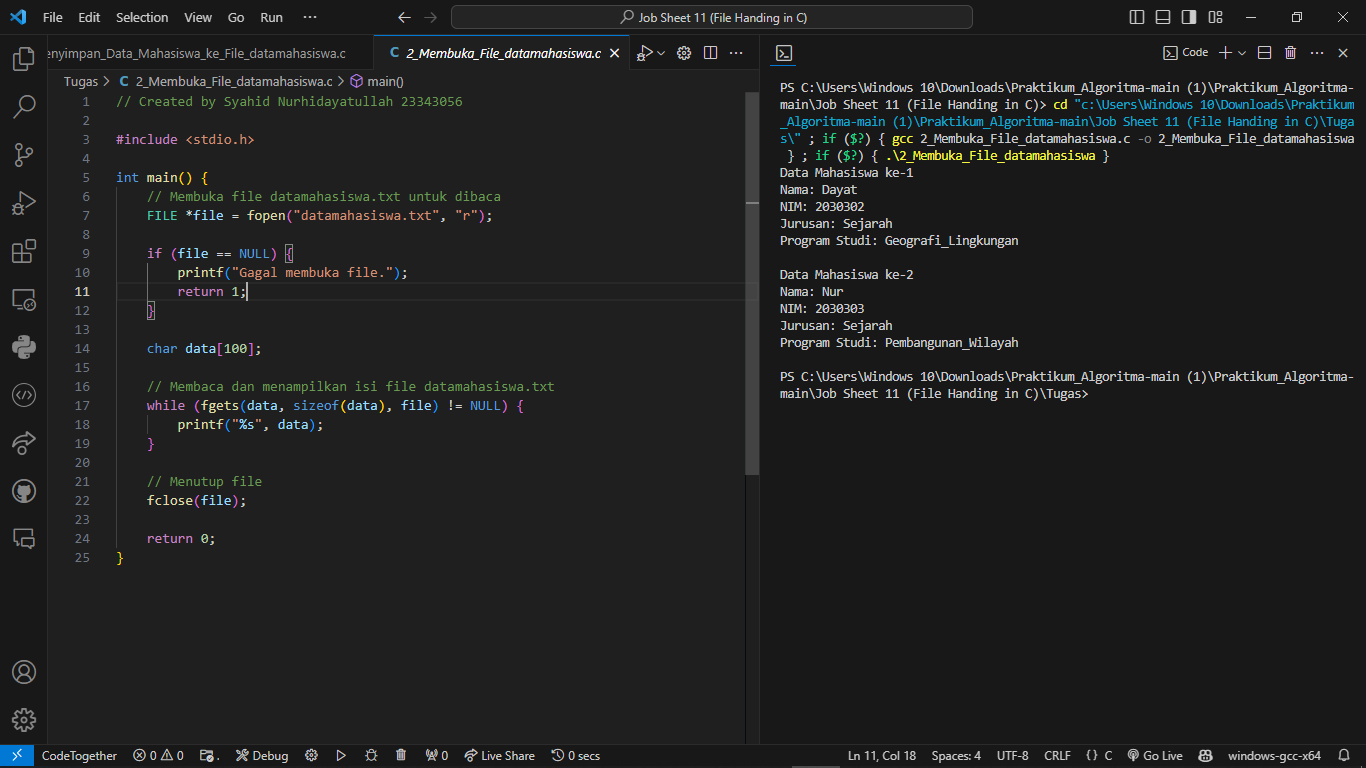 File Edit Selection View Go Run ···
Job Sheet 11 (File Handing in C)
enyimpan_Data_Mahasiswa_ke_File_datamahasiswa.c
C 2_Membuka_File_datamahasiswa.c
Tugas > C 2_Membuka_File_datamahasiswa.c > main()
1 // Created by Syahid Nurhidayatullah 23343056
2
3 #include <stdio.h>
4
5 int main() {
6 // Membuka file datamahasiswa.txt untuk dibaca
7 FILE *file = fopen("datamahasiswa.txt", "r");
8
9 if (file == NULL) {
10 printf("Gagal membuka file.");
11 return 1;
12 }
13
14 char data[100];
15
16 // Membaca dan menampilkan isi file datamahasiswa.txt
17 while (fgets(data, sizeof(data), file) != NULL) {
18 printf("%s", data);
19 }
20
21 // Menutup file
22 fclose(file);
23
24 return 0;
25 }
Code
PS C:\Users\Windows 10\Downloads\Praktikum_Algoritma-main (1)\Praktikum_Algoritma-
main\Job Sheet 11 (File Handing in C)> cd "c:\Users\Windows 10\Downloads\Praktikum
_Algoritma-main (1)\Praktikum_Algoritma-main\Job Sheet 11 (File Handing in C)\Tuga
s\" ; if ($?) { gcc 2_Membuka_File_datamahasiswa.c -o 2_Membuka_File_datamahasiswa
} ; if ($?) { .\2_Membuka_File_datamahasiswa }
Data Mahasiswa ke-1
Nama: Dayat
NIM: 2030302
Jurusan: Sejarah
Program Studi: Geografi_Lingkungan
Data Mahasiswa ke-2
Nama: Nur
NIM: 2030303
Jurusan: Sejarah
Program Studi: Pembangunan_Wilayah
PS C:\Users\Windows 10\Downloads\Praktikum_Algoritma-main (1)\Praktikum_Algoritma-
main\Job Sheet 11 (File Handing in C)\Tugas>
CodeTogether 0 0 Debug 0 Live Share 0 secs Ln 11, Col 18 Spaces: 4 UTF-8 CRLF {} C Go Live windows-gcc-x64